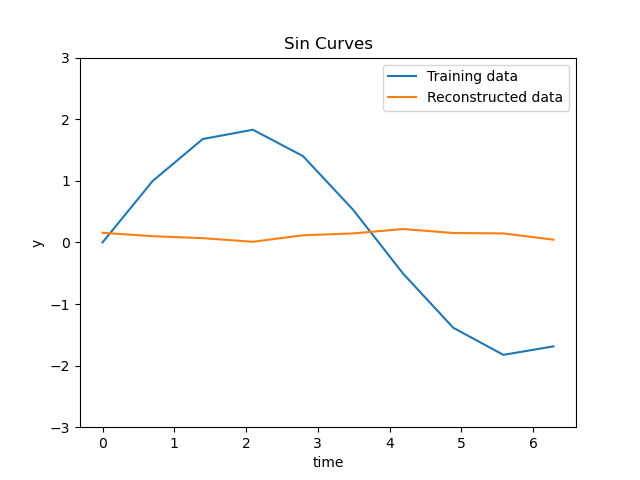 Sin Curves
Training data
Reconstructed data
3
2
1
0
−1
−2
−3
y
0 1 2 3 4 5 6
time